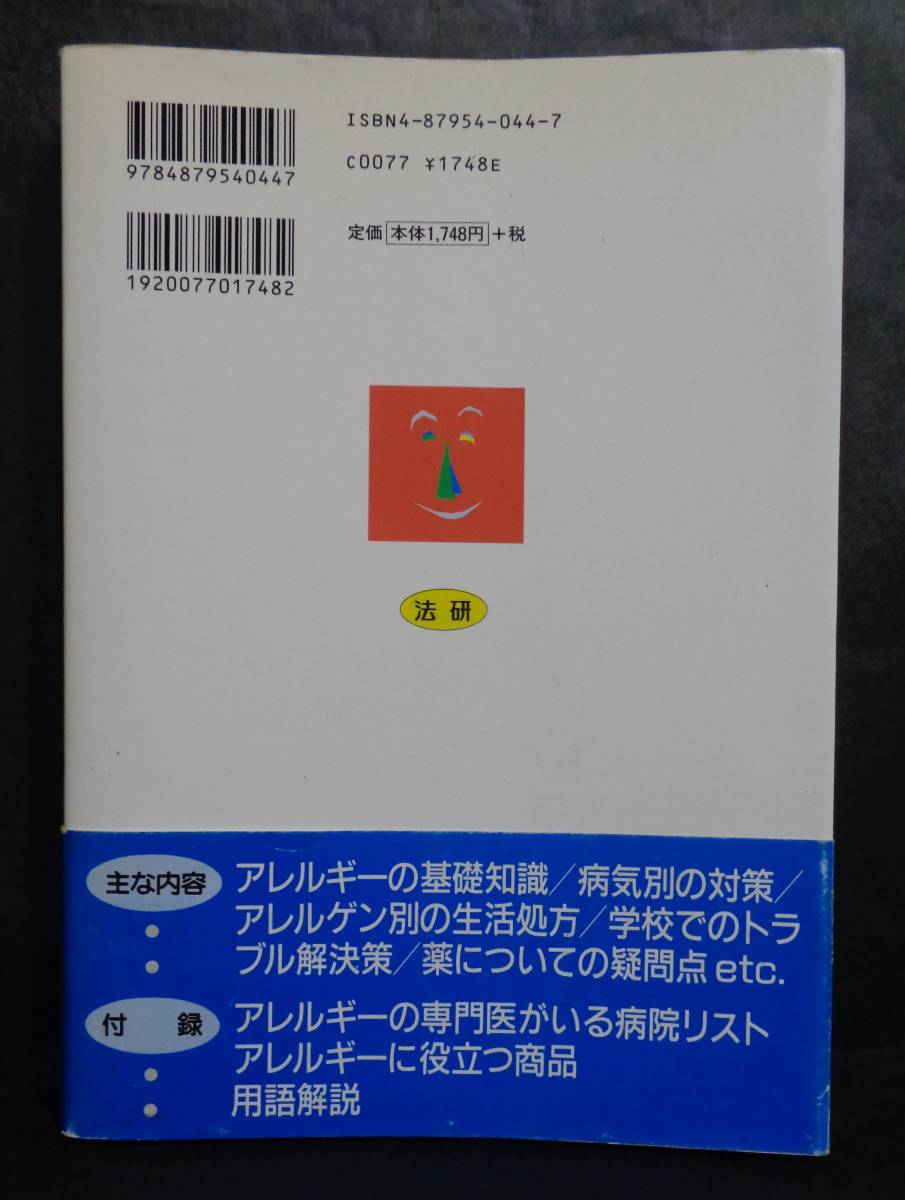 9784879540447
ISBN4-87954-044-7
C0077 ¥1748E
1920077017482
定価 本体1,748円 +税
法研
主な内容
アレルギーの基礎知識/病気別の対策/
アレルゲン別の生活処方/学校でのトラ
ブル解決策/薬についての疑問点etc.
付録
アレルギーの専門医がいる病院リスト
アレルギーに役立つ商品
用語解説